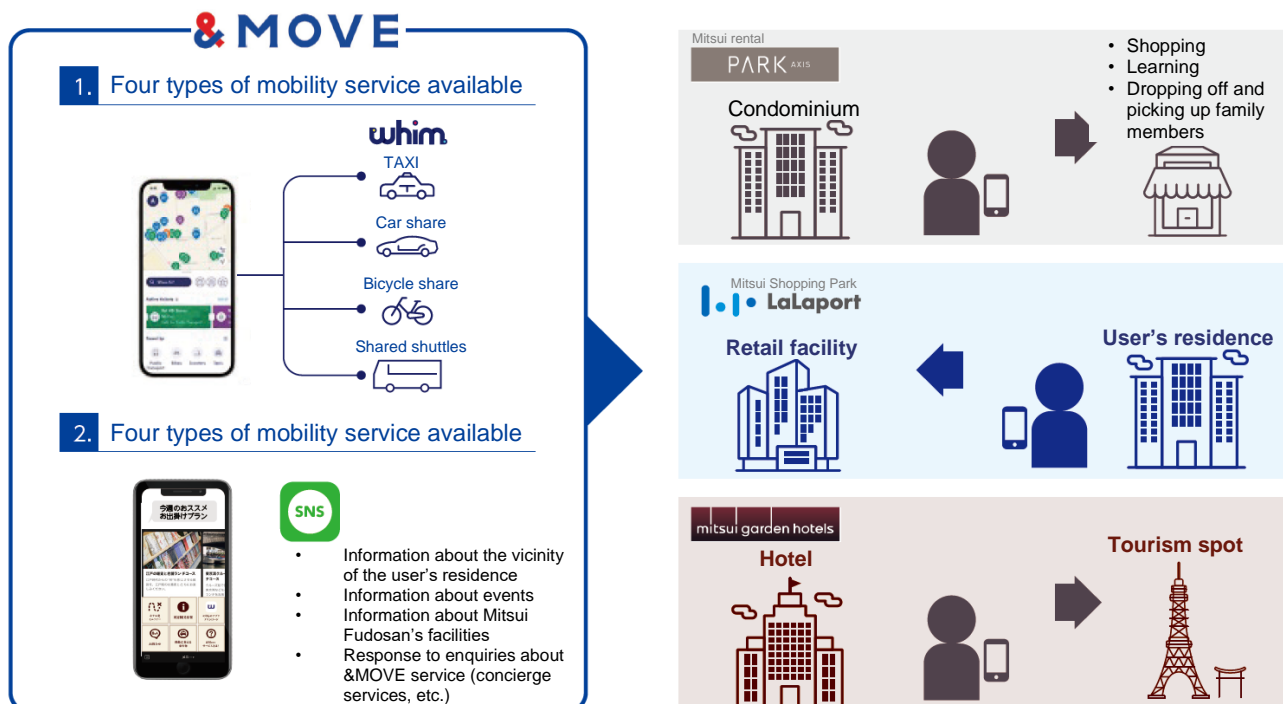 & MOVE
1. Four types of mobility service available
whim
TAXI
Car share
Bicycle share
Shared shuttles
2. Four types of mobility service available
今週のおススメ
お出掛けプラン
SNS
• Information about the vicinity
of the user's residence
• Information about events
• Information about Mitsui
Fudosan's facilities
• Response to enquiries about
&MOVE service (concierge
services, etc.)
Mitsui rental
PARK AXIS
Condominium
• Shopping
• Learning
• Dropping off and
picking up family
members
Mitsui Shopping Park
LaLaport
Retail facility
User's residence
mitsui garden hotels
Hotel
Tourism spot